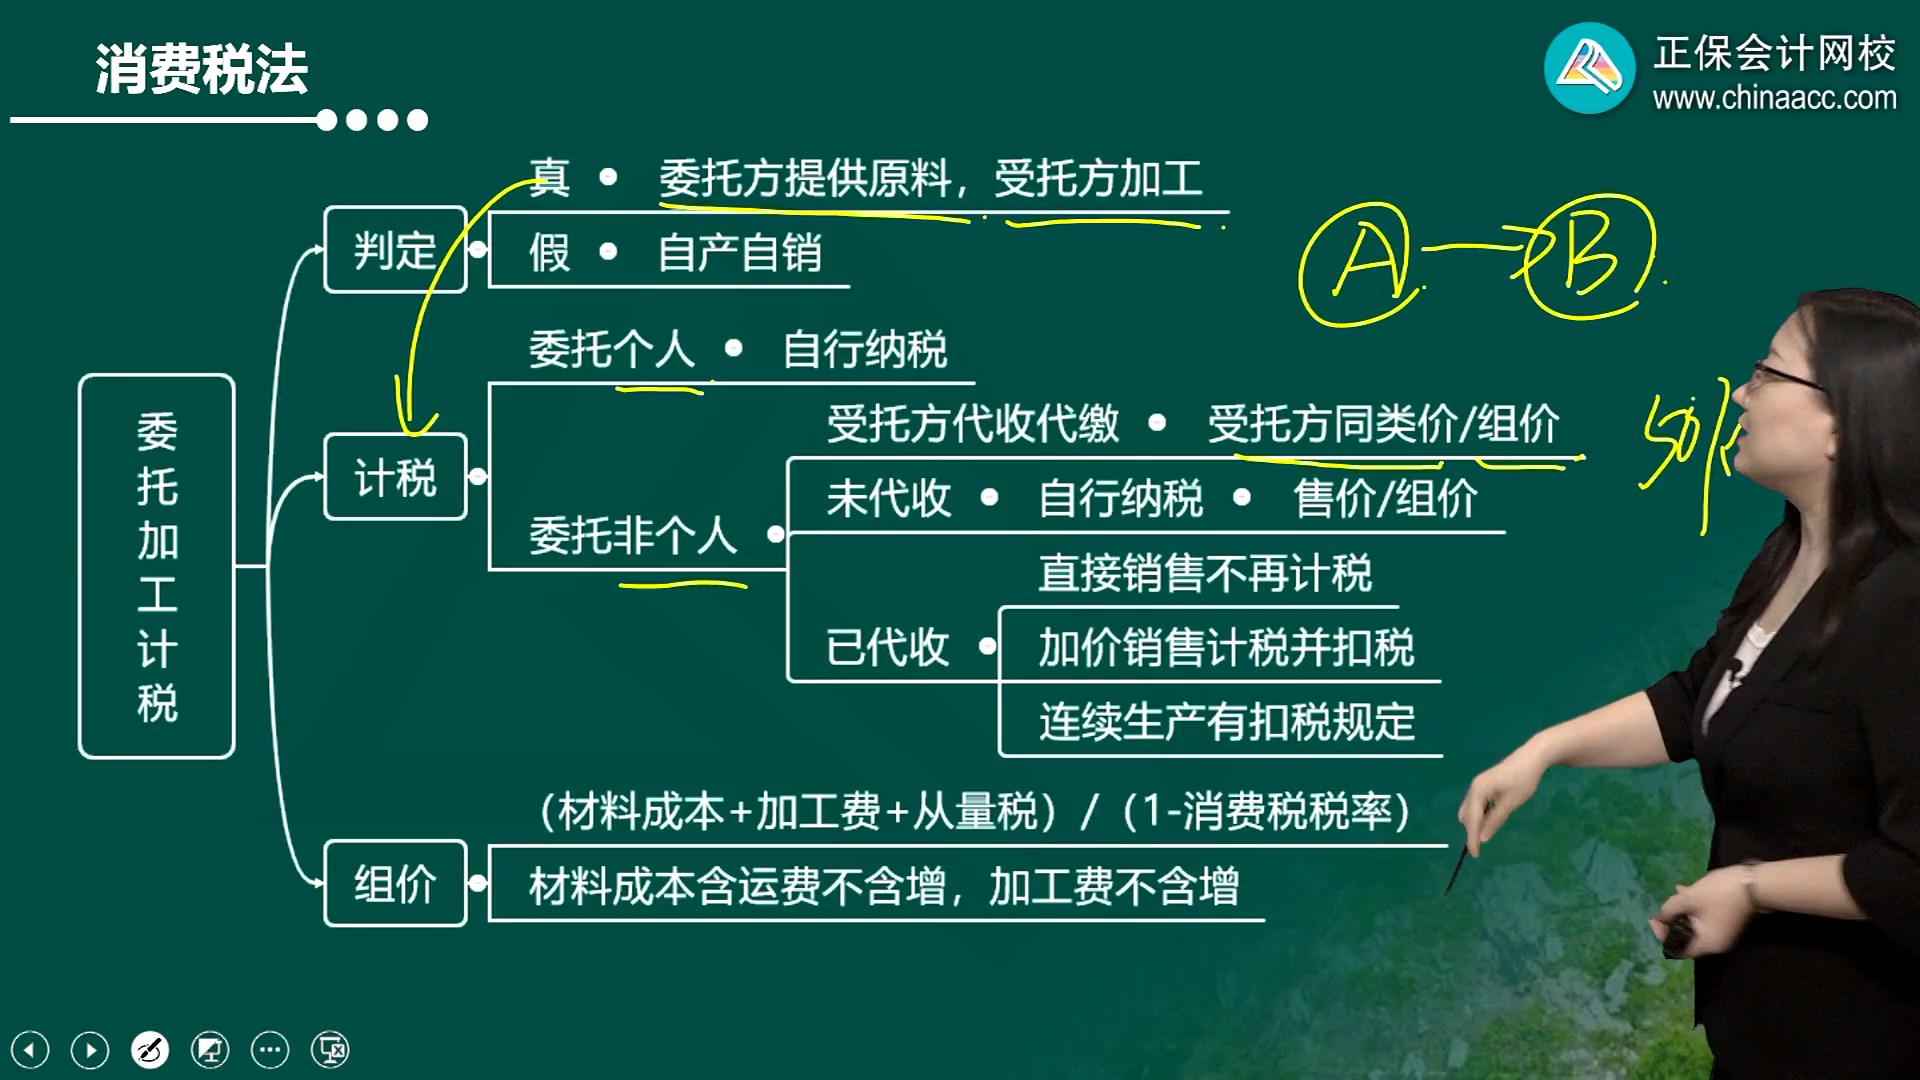 消费税法
正保会计网校
www.chinaacc.com
委托加工计税
判定
真 • 委托方提供原料，受托方加工
假 • 自产自销
A → B
计税
委托个人 • 自行纳税
委托非个人
受托方代收代缴 • 受托方同类价/组价
未代收 • 自行纳税 • 售价/组价
已代收
直接销售不再计税
加价销售计税并扣税
连续生产有扣税规定
组价
（材料成本+加工费+从量税）/（1-消费税税率）
材料成本含运费不含增，加工费不含增